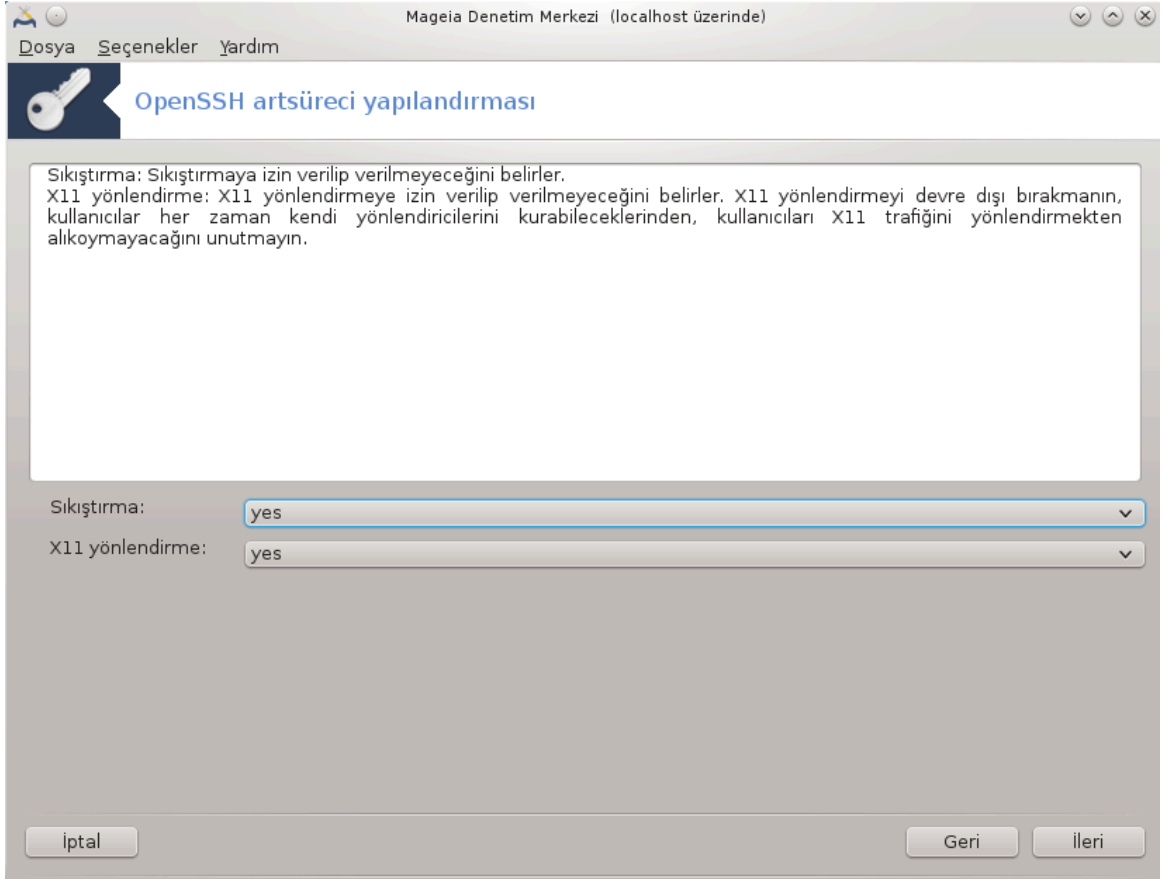 Mageia Denetim Merkezi (localhost üzerinde)
Dosya Seçenekler Yardım
OpenSSH artsüreci yapılandırması
Sıkıştırma: Sıkıştırmaya izin verilip verilmeyeceğini belirler.
X11 yönlendirme: X11 yönlendirmeye izin verilip verilmeyeceğini belirler. X11 yönlendirmeyi devre dışı bırakmanın,
kullanıcılar her zaman kendi yönlendiricilerini kurabileceklerinden, kullanıcıları X11 trafiğini yönlendirmekten
alıkoymayacağını unutmayın.
Sıkıştırma: yes
X11 yönlendirme: yes
İptal Geri İleri